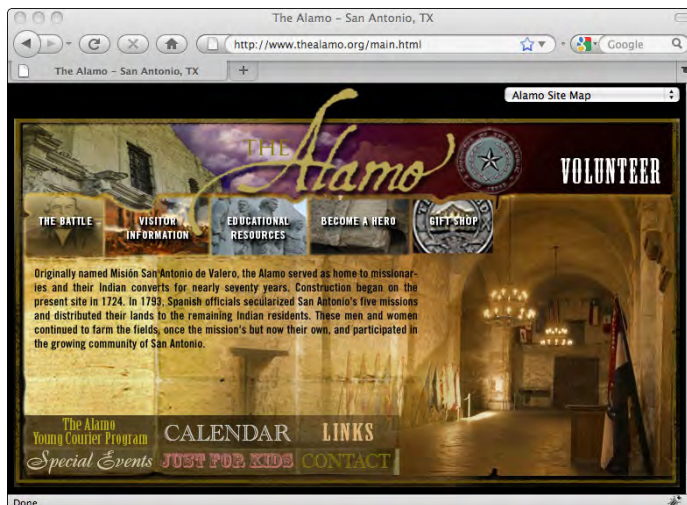 The Alamo – San Antonio, TX
http://www.thealamo.org/main.html
Google
The Alamo – San Antonio, TX
+
Alamo Site Map
THE Alamo
VOLUNTEER
THE BATTLE
VISITOR
INFORMATION
EDUCATIONAL
RESOURCES
BECOME A HERO
GIFT SHOP
Originally named Misión San Antonio de Valero, the Alamo served as home to missionar-
ies and their Indian converts for nearly seventy years. Construction began on the
present site in 1724. In 1793, Spanish officials secularized San Antonio's five missions
and distributed their lands to the remaining Indian residents. These men and women
continued to farm the fields, once the mission's but now their own, and participated in
the growing community of San Antonio.
The Alamo
Young Courier Program
CALENDAR
LINKS
Special Events
JUST FOR KIDS
CONTACT
Done